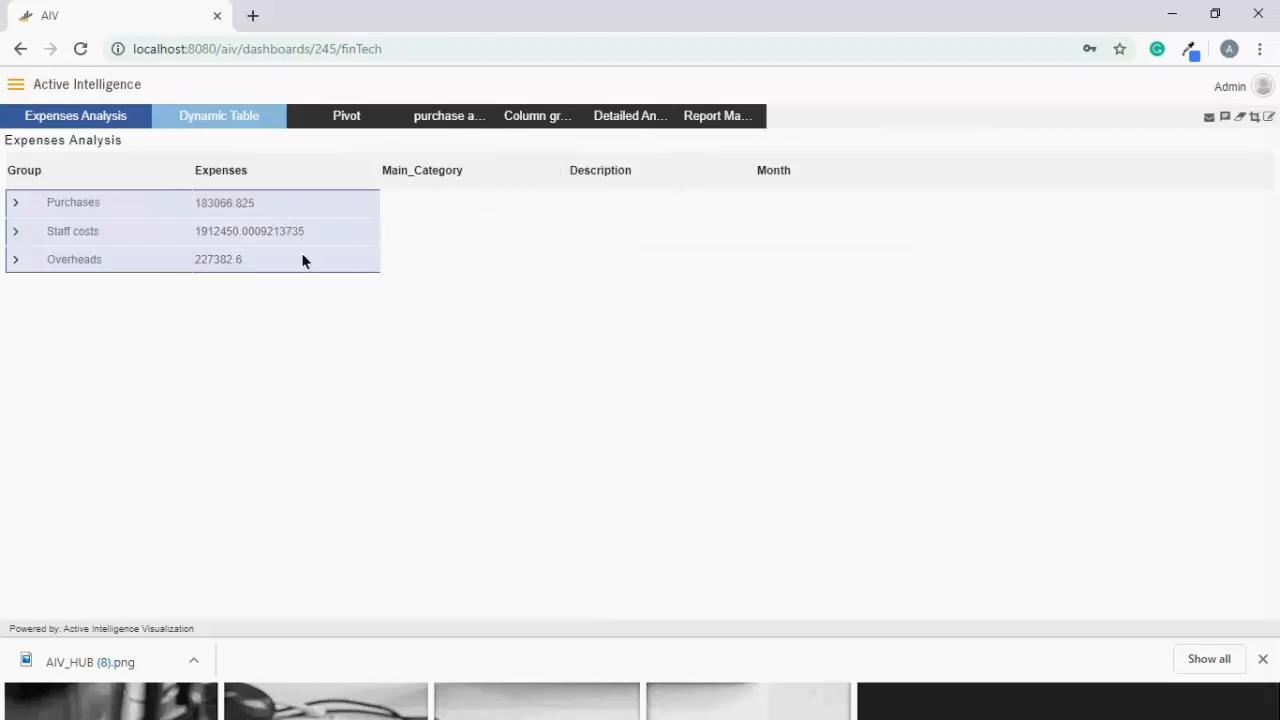 AIV
localhost:8080/aiv/dashboards/245/finTech
A
Active Intelligence
Admin
Expenses Analysis Dynamic Table Pivot purchase a... Column gr... Detailed An... Report Ma...
Expenses Analysis
Group Expenses Main_Category Description Month
Purchases 183066.825
Staff costs 1912450.0009213735
Overheads 227382.6
Powered by: Active Intelligence Visualization
AIV_HUB (8).png
Show all